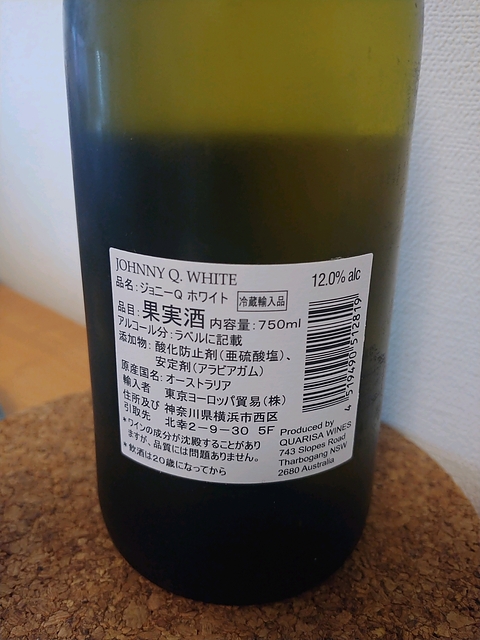 JOHNNY Q. WHITE 12.0% alc
品名：ジョニーQ ホワイト 冷蔵輸入品
品目：果実酒 内容量：750ml
アルコール分：ラベルに記載
添加物：酸化防止剤（亜硫酸塩）、
安定剤（アラビアガム）
原産国名：オーストラリア
輸入者 東京ヨーロッパ貿易（株）
住所及び 神奈川県横浜市西区
引取先 北幸2－9－30 5F
＊ワインの成分が沈殿することがあり
ますが、品質には問題ありません。
＊飲酒は20歳になってから
4 519490 512819
Produced by
QUARISA WINES
743 Slopes Road
Tharbogang NSW
2680 Australia